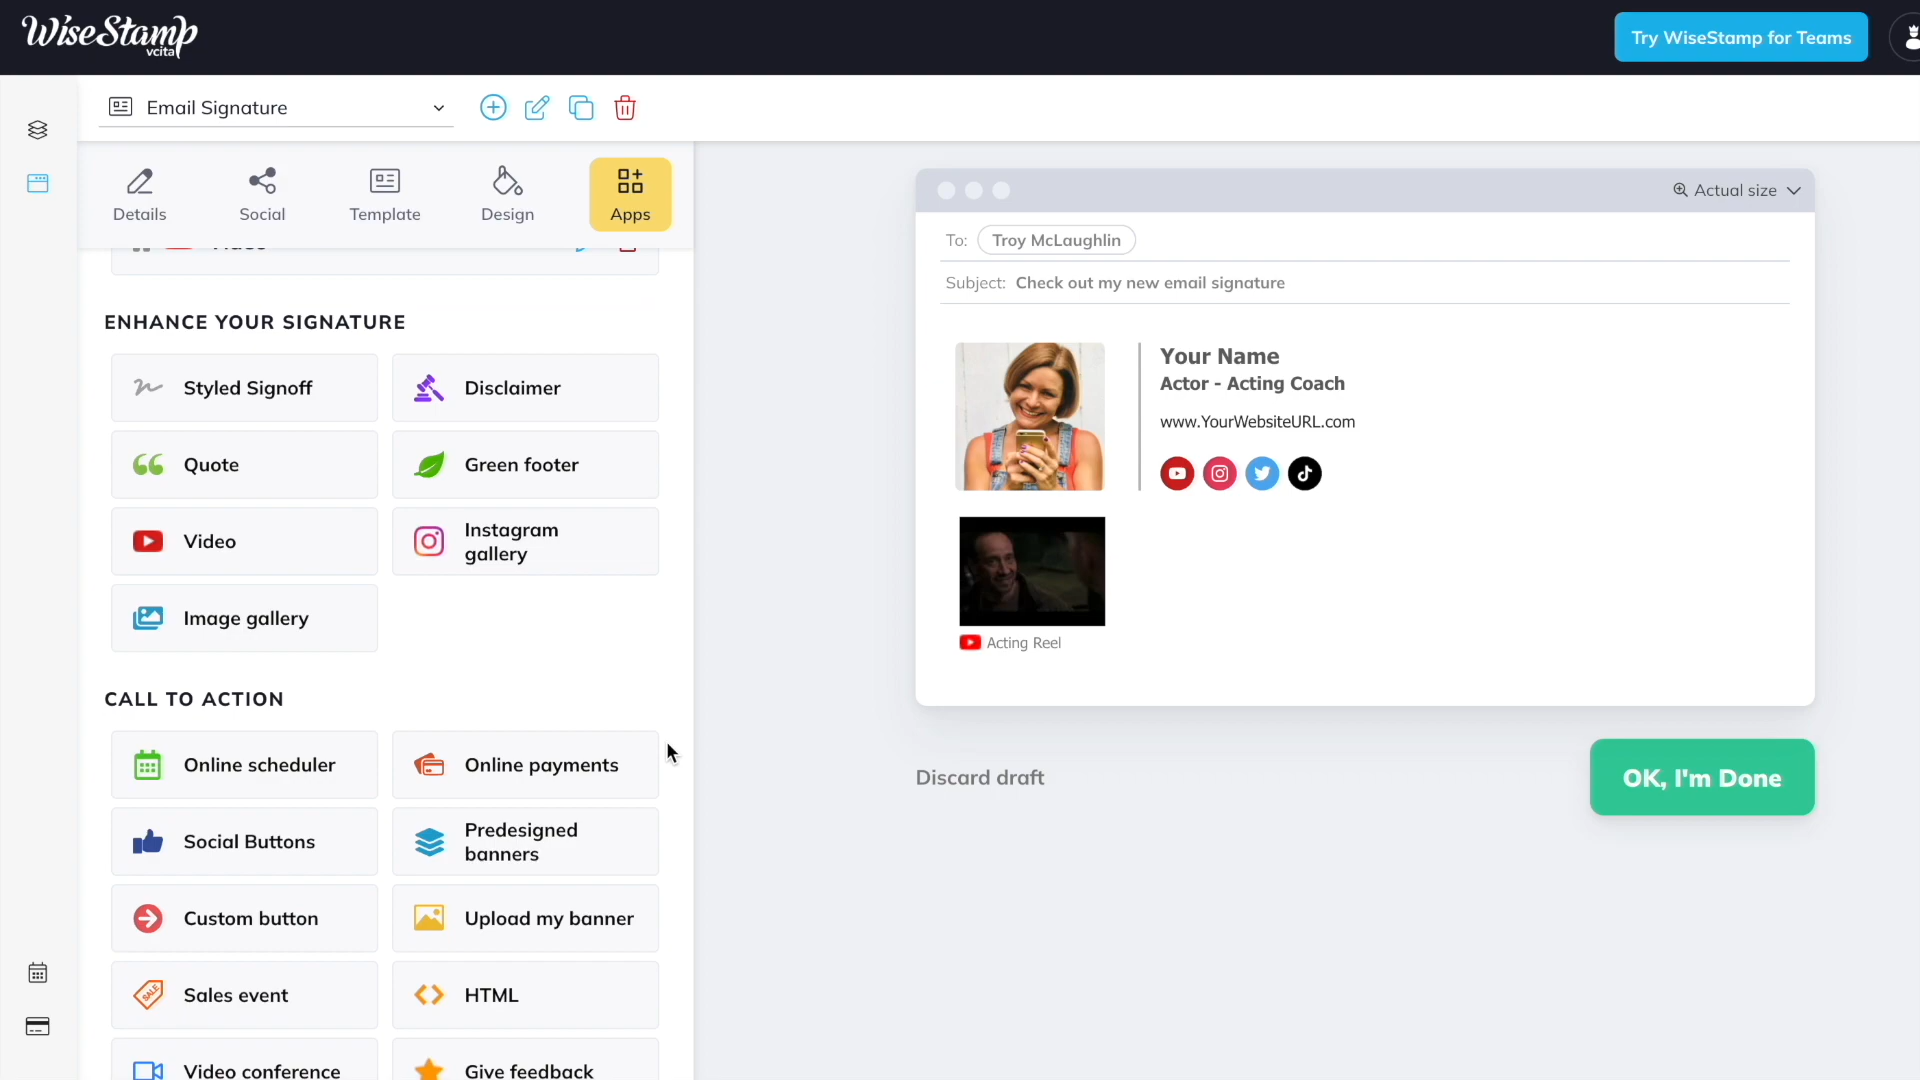 WiseStamp
vcita
Try WiseStamp for Teams
Email Signature
Details
Social
Template
Design
Apps
ENHANCE YOUR SIGNATURE
Styled Signoff
Disclaimer
Quote
Green footer
Video
Instagram
gallery
Image gallery
CALL TO ACTION
Online scheduler
Online payments
Social Buttons
Predesigned
banners
Custom button
Upload my banner
SALE
Sales event
HTML
Video conference
Give feedback
Actual size
To: Troy McLaughlin
Subject: Check out my new email signature
Your Name
Actor - Acting Coach
www.YourWebsiteURL.com
Acting Reel
Discard draft
OK, I'm Done